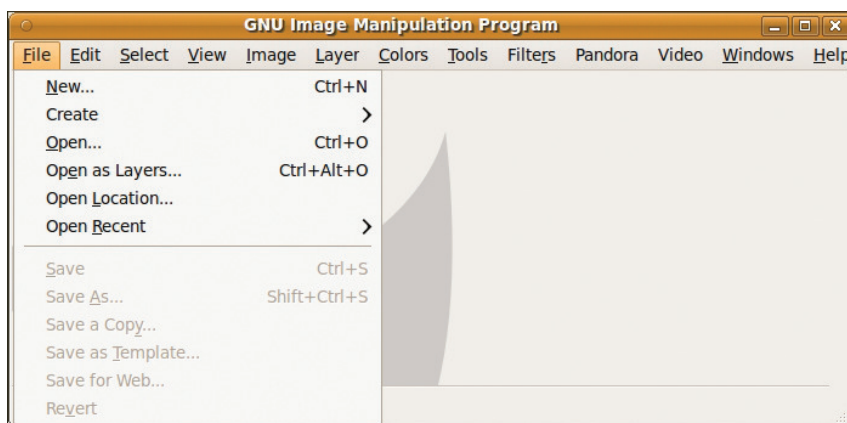 GNU Image Manipulation Program
File Edit Select View Image Layer Colors Tools Filters Pandora Video Windows Help
New... Ctrl+N
Create
Open... Ctrl+O
Open as Layers... Ctrl+Alt+O
Open Location...
Open Recent
Save Ctrl+S
Save As... Shift+Ctrl+S
Save a Copy...
Save as Template...
Save for Web...
Revert